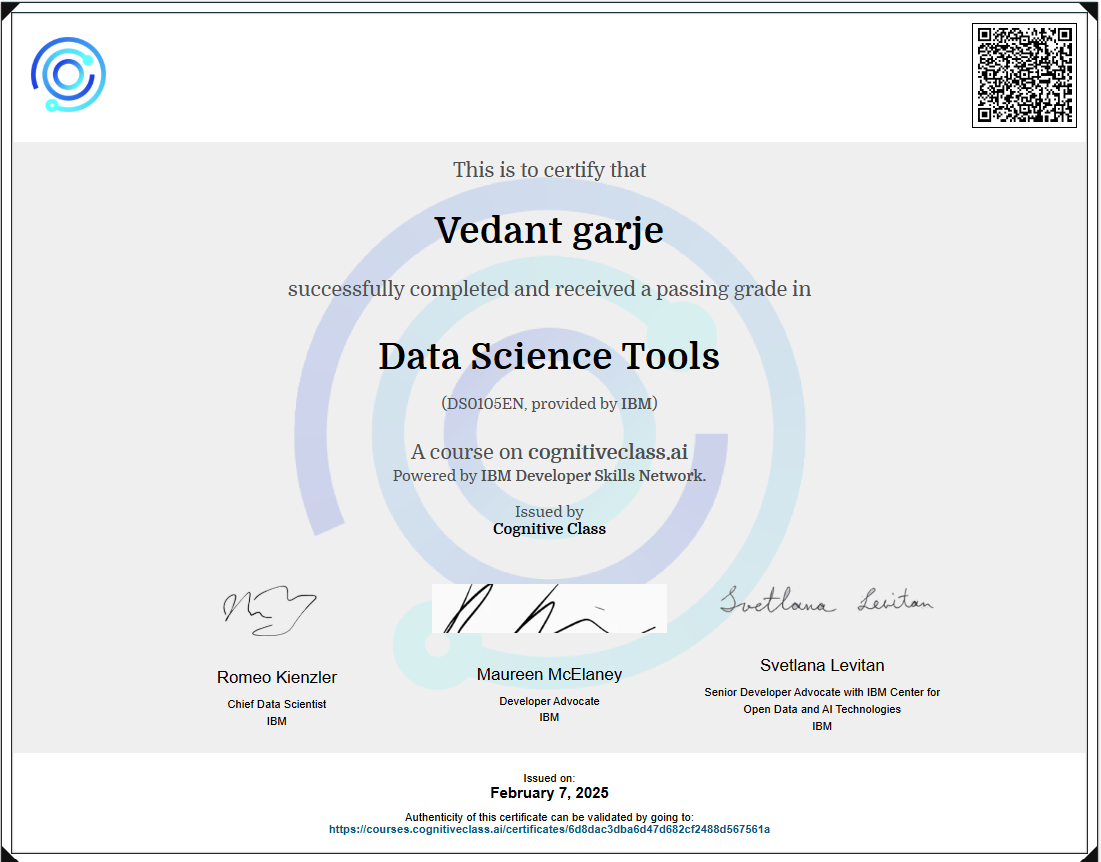 This is to certify that
Vedant garje
successfully completed and received a passing grade in
Data Science Tools
(DS0105EN, provided by IBM)
A course on cognitiveclass.ai
Powered by IBM Developer Skills Network.
Issued by
Cognitive Class
Svetlana Levitan
Romeo Kienzler
Chief Data Scientist
IBM
Maureen McElaney
Developer Advocate
IBM
Svetlana Levitan
Senior Developer Advocate with IBM Center for
Open Data and AI Technologies
IBM
Issued on:
February 7, 2025
Authenticity of this certificate can be validated by going to:
https://courses.cognitiveclass.ai/certificates/6d8dac3dba6d47d682cf2488d567561a